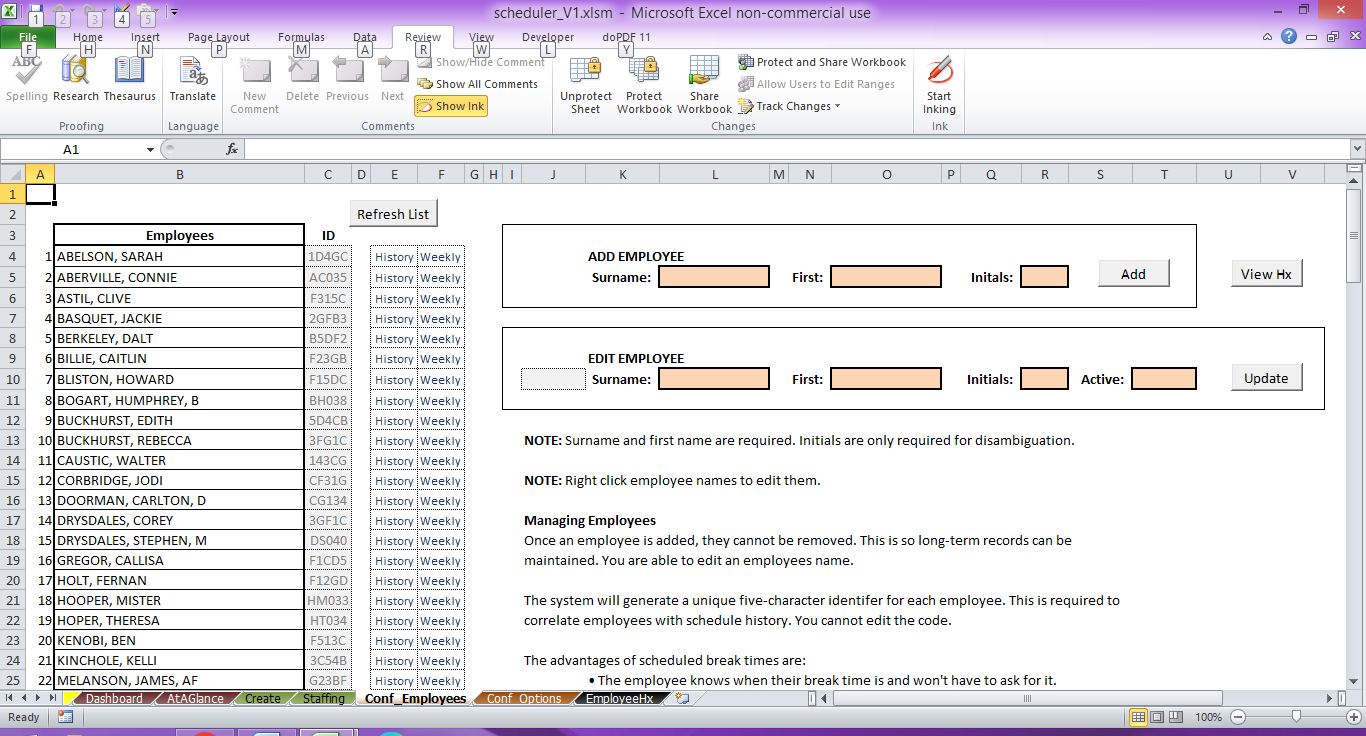 scheduler_V1.xlsm - Microsoft Excel non-commercial use
1 2 3 4 5
File Home Insert Page Layout Formulas Data Review View Developer doPDF 11
F H N P M A R W L Y
ABC
Spelling Research Thesaurus Translate New Comment Delete Previous Next
Show/Hide Comment
Show All Comments
Show Ink
Unprotect Sheet Protect Workbook Share Workbook
Protect and Share Workbook
Allow Users to Edit Ranges
Track Changes
Start Inking
Proofing Language Comments Changes Ink
A1 fx
A B C D E F G H I J K L M N O P Q R S T U V
1
2 Refresh List
3 Employees ID
4 1 ABELSON, SARAH 1D4GC History Weekly ADD EMPLOYEE
5 2 ABERVILLE, CONNIE AC035 History Weekly Surname: First: Initals: Add View Hx
6 3 ASTIL, CLIVE F315C History Weekly
7 4 BASQUET, JACKIE 2GFB3 History Weekly
8 5 BERKELEY, DALT B5DF2 History Weekly
9 6 BILLIE, CAITLIN F23GB History Weekly EDIT EMPLOYEE
10 7 BLISTON, HOWARD F15DC History Weekly Surname: First: Initials: Active: Update
11 8 BOGART, HUMPHREY, B BH038 History Weekly
12 9 BUCKHURST, EDITH 5D4CB History Weekly
13 10 BUCKHURST, REBECCA 3FG1C History Weekly NOTE: Surname and first name are required. Initials are only required for disambiguation.
14 11 CAUSTIC, WALTER 143CG History Weekly
15 12 CORBRIDGE, JODI CF31G History Weekly NOTE: Right click employee names to edit them.
16 13 DOORMAN, CARLTON, D CG134 History Weekly
17 14 DRYSDALES, COREY 3GF1C History Weekly Managing Employees
18 15 DRYSDALES, STEPHEN, M DS040 History Weekly Once an employee is added, they cannot be removed. This is so long-term records can be
19 16 GREGOR, CALLISA F1CD5 History Weekly maintained. You are able to edit an employees name.
20 17 HOLT, FERNAN F12GD History Weekly
21 18 HOOPER, MISTER HM033 History Weekly The system will generate a unique five-character identifer for each employee. This is required to
22 19 HOPER, THERESA HT034 History Weekly correlate employees with schedule history. You cannot edit the code.
23 20 KENOBI, BEN F513C History Weekly
24 21 KINCHOLE, KELLI 3C54B History Weekly The advantages of scheduled break times are:
25 22 MELANSON, JAMES, AF G23BF History Weekly • The employee knows when their break time is and won't have to ask for it.
Dashboard AtAGlance Create Staffing Conf_Employees Conf_Options EmployeeHx
Ready 100%